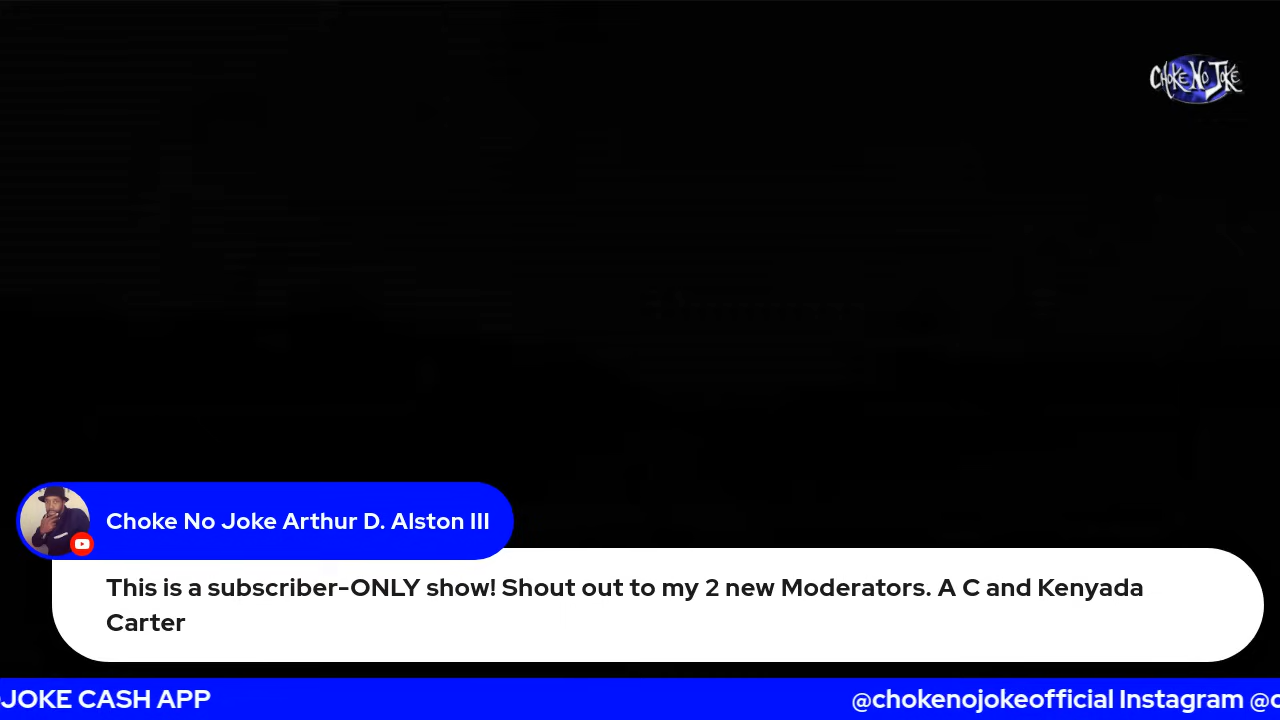 CHOKE NO JOKE
Choke No Joke Arthur D. Alston III
This is a subscriber-ONLY show! Shout out to my 2 new Moderators. A C and Kenyada
Carter
JOKE CASH APP @chokenojokeofficial Instagram